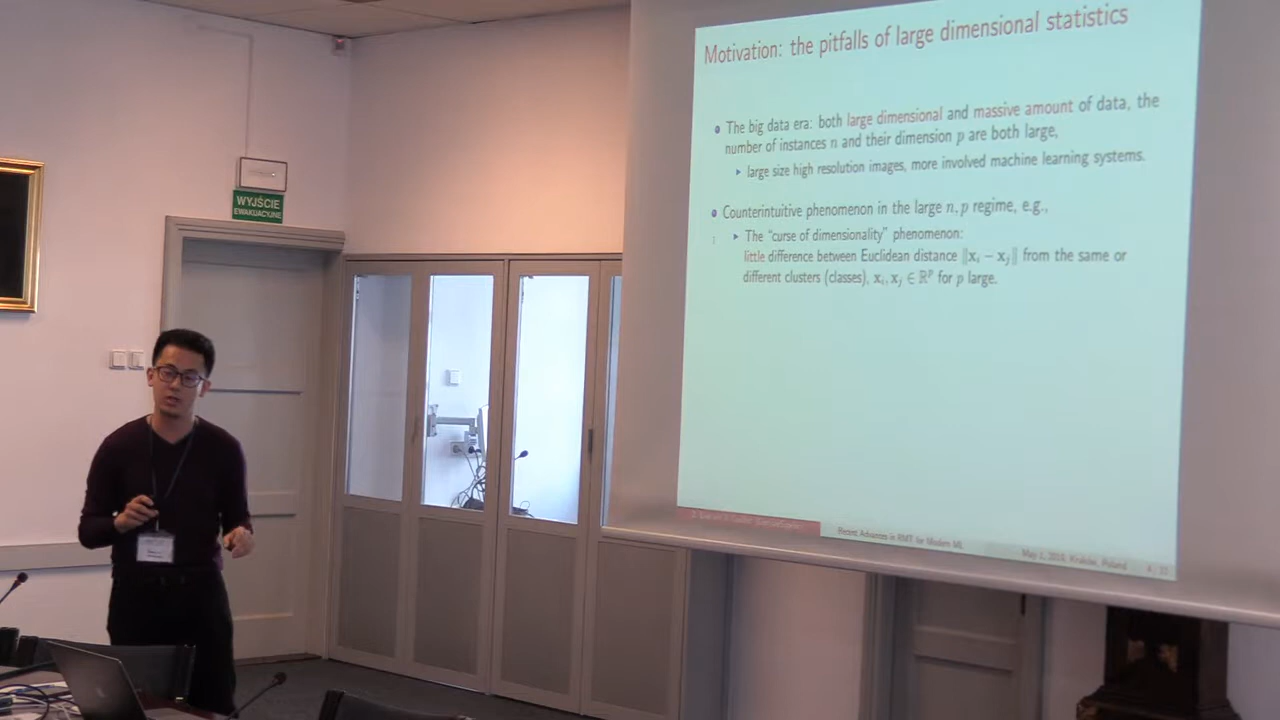 WYJŚCIE
EWAKUACYJNE
Motivation: the pitfalls of large dimensional statistics
The big data era: both large dimensional and massive amount of data, the
number of instances n and their dimension p are both large,
large size high resolution images, more involved machine learning systems.
Counterintuitive phenomenon in the large n, p regime, e.g.,
The “curse of dimensionality” phenomenon:
little difference between Euclidean distance ‖xᵢ − xⱼ‖ from the same or
different clusters (classes), xᵢ, xⱼ ∈ ℝᵖ for p large.
Recent Advances in RMT for Modern ML
Kraków, Poland